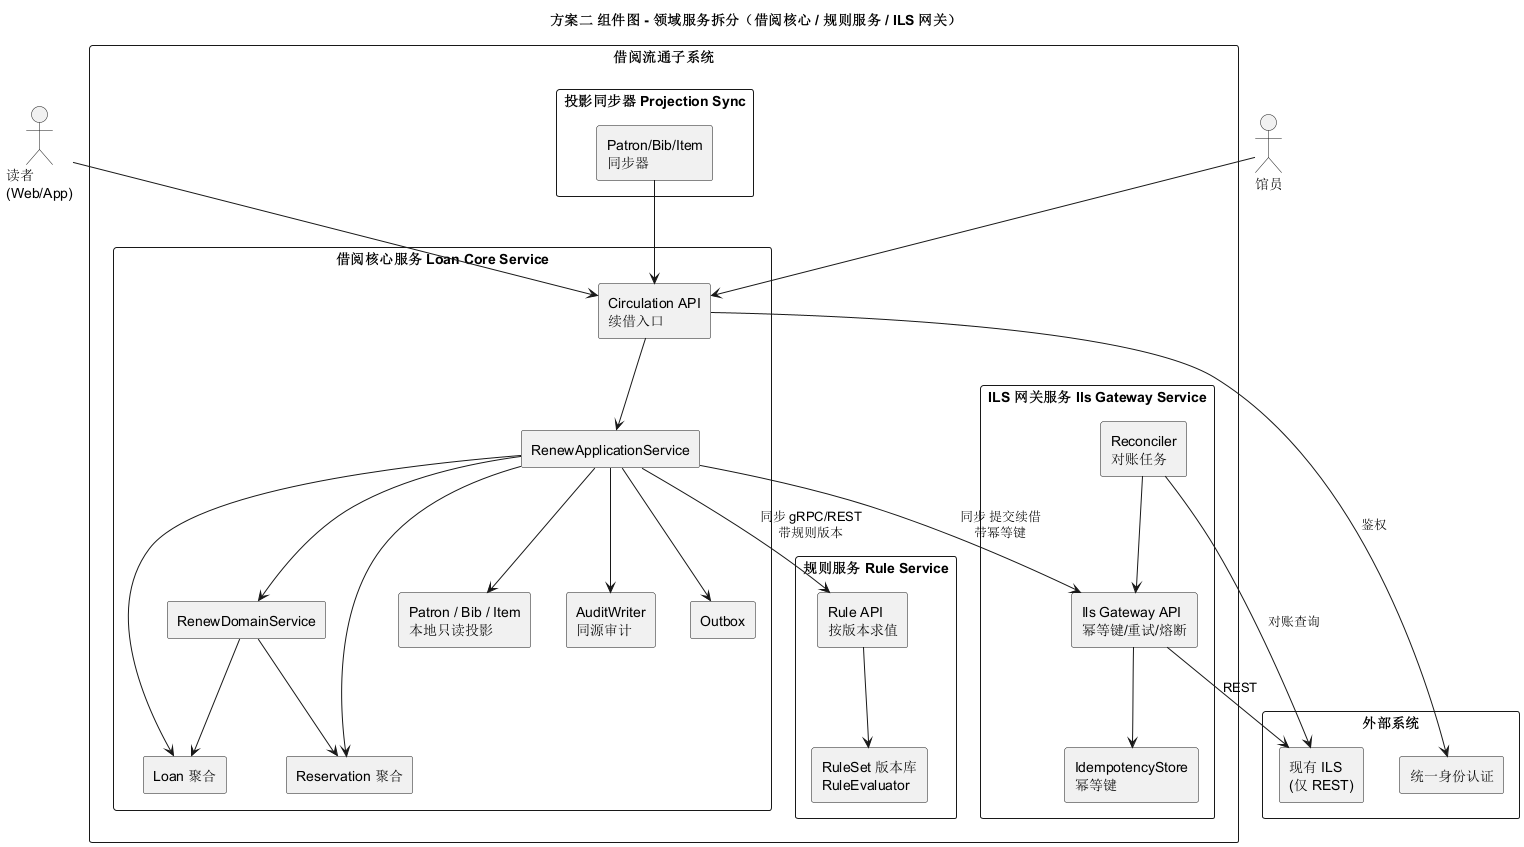 方案二 组件图 - 领域服务拆分（借阅核心 / 规则服务 / ILS 网关）
借阅流通子系统
投影同步器 Projection Sync
Patron/Bib/Item
同步器
读者
(Web/App)
馆员
借阅核心服务 Loan Core Service
Circulation API
续借入口
ILS 网关服务 Ils Gateway Service
Reconciler
对账任务
RenewApplicationService
同步 gRPC/REST
带规则版本
同步 提交续借
带幂等键
鉴权
规则服务 Rule Service
RenewDomainService
Patron / Bib / Item
本地只读投影
AuditWriter
同源审计
Outbox
Rule API
按版本求值
Ils Gateway API
幂等键/重试/熔断
对账查询
REST
外部系统
Loan 聚合
Reservation 聚合
RuleSet 版本库
RuleEvaluator
IdempotencyStore
幂等键
现有 ILS
(仅 REST)
统一身份认证